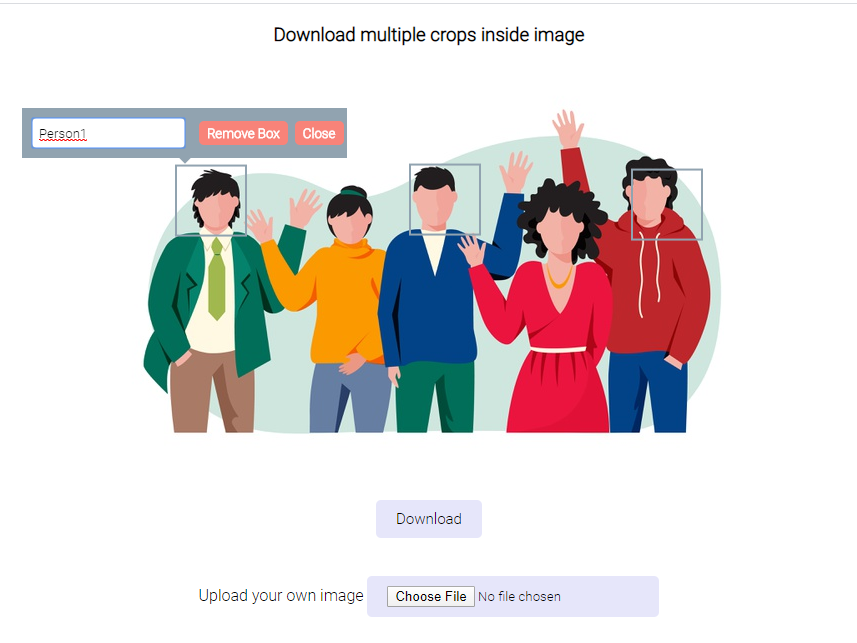 Download multiple crops inside image
Person1 Remove Box Close
Download
Upload your own image Choose File No file chosen